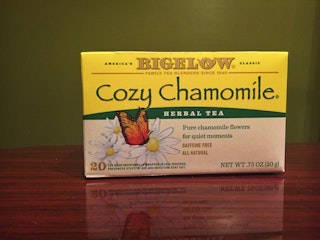 AMERICA'S CLASSIC
BIGELOW®
FAMILY TEA BLENDERS SINCE 1945
Cozy Chamomile®
HERBAL TEA
Pure chamomile flowers
for quiet moments
CAFFEINE FREE
ALL NATURAL
20
NET WT .73 OZ (20g)